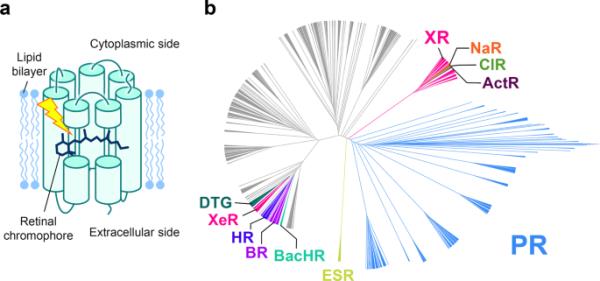 a
Cytoplasmic side
Lipid
bilayer
Retinal
chromophore
Extracellular side
b
XR
NaR
ClR
ActR
DTG
XeR
HR
BR
BacHR
ESR
PR